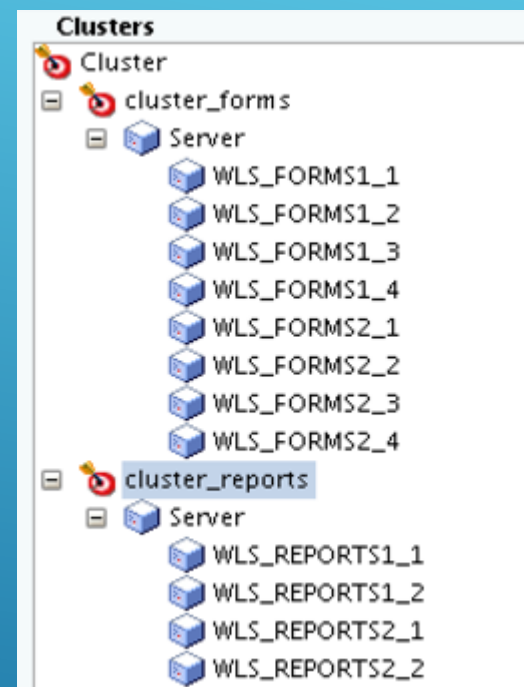 Clusters
Cluster
cluster_forms
Server
WLS_FORMS1_1
WLS_FORMS1_2
WLS_FORMS1_3
WLS_FORMS1_4
WLS_FORMS2_1
WLS_FORMS2_2
WLS_FORMS2_3
WLS_FORMS2_4
cluster_reports
Server
WLS_REPORTS1_1
WLS_REPORTS1_2
WLS_REPORTS2_1
WLS_REPORTS2_2